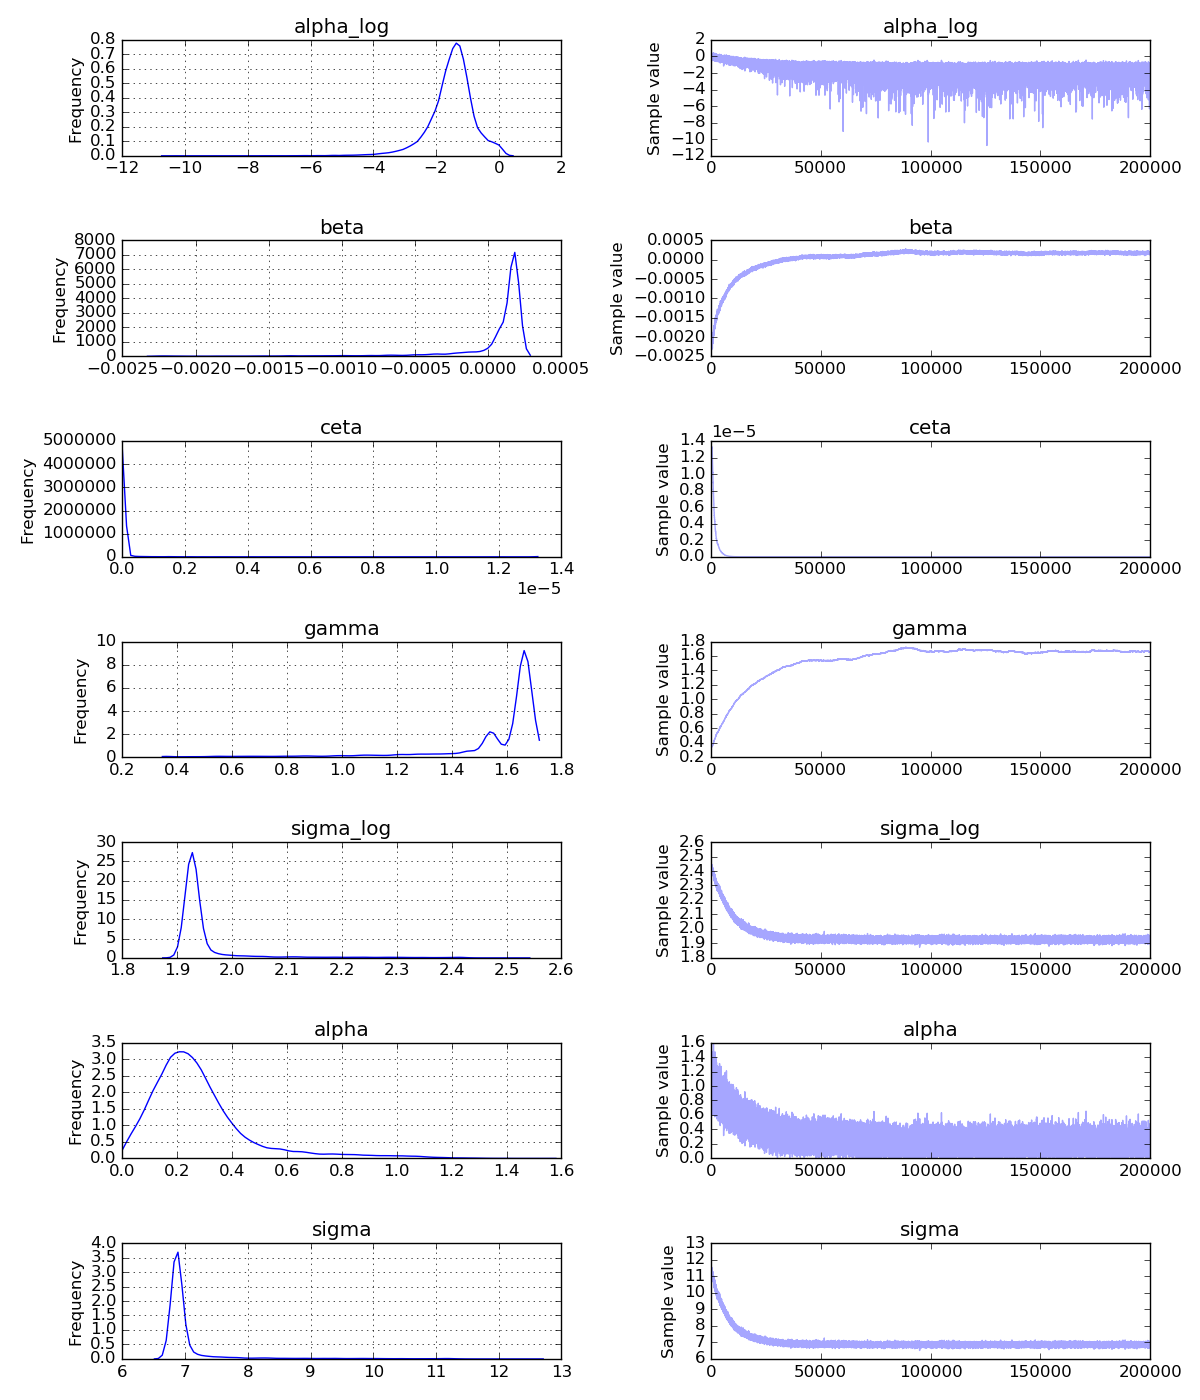 alpha_log
Frequency
0.8
0.7
0.6
0.5
0.4
0.3
0.2
0.1
0.0
−12 −10 −8 −6 −4 −2 0 2
alpha_log
Sample value
2
0
−2
−4
−6
−8
−10
−12
0 50000 100000 150000 200000
beta
Frequency
8000
7000
6000
5000
4000
3000
2000
1000
0
−0.0025 −0.0020 −0.0015 −0.0010 −0.0005 0.0000 0.0005
beta
Sample value
0.0005
0.0000
−0.0005
−0.0010
−0.0015
−0.0020
−0.0025
0 50000 100000 150000 200000
ceta
Frequency
5000000
4000000
3000000
2000000
1000000
0
0.0 0.2 0.4 0.6 0.8 1.0 1.2 1.4
1e−5
ceta
1e−5
Sample value
1.4
1.2
1.0
0.8
0.6
0.4
0.2
0.0
0 50000 100000 150000 200000
gamma
Frequency
10
8
6
4
2
0
0.2 0.4 0.6 0.8 1.0 1.2 1.4 1.6 1.8
gamma
Sample value
1.8
1.6
1.4
1.2
1.0
0.8
0.6
0.4
0.2
0 50000 100000 150000 200000
sigma_log
Frequency
30
25
20
15
10
5
0
1.8 1.9 2.0 2.1 2.2 2.3 2.4 2.5 2.6
sigma_log
Sample value
2.6
2.5
2.4
2.3
2.2
2.1
2.0
1.9
1.8
0 50000 100000 150000 200000
alpha
Frequency
3.5
3.0
2.5
2.0
1.5
1.0
0.5
0.0
0.0 0.2 0.4 0.6 0.8 1.0 1.2 1.4 1.6
alpha
Sample value
1.6
1.4
1.2
1.0
0.8
0.6
0.4
0.2
0.0
0 50000 100000 150000 200000
sigma
Frequency
4.0
3.5
3.0
2.5
2.0
1.5
1.0
0.5
0.0
6 7 8 9 10 11 12 13
sigma
Sample value
13
12
11
10
9
8
7
6
0 50000 100000 150000 200000